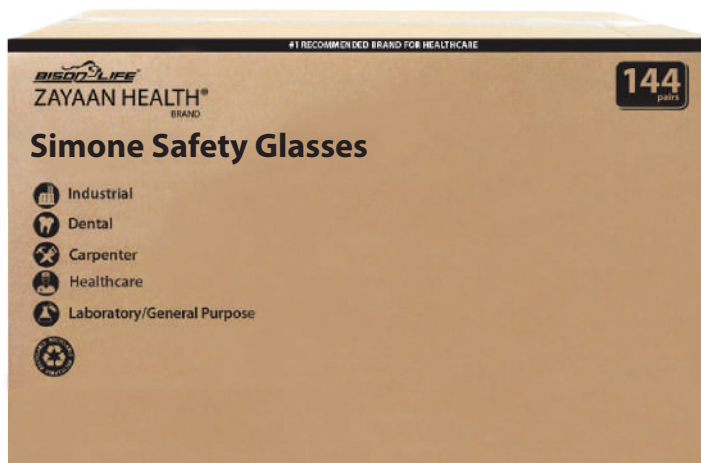 #1 RECOMMENDED BRAND FOR HEALTHCARE
BISON LIFE®
ZAYAAN HEALTH®
BRAND
144
pairs
Simone Safety Glasses
Industrial
Dental
Carpenter
Healthcare
Laboratory/General Purpose